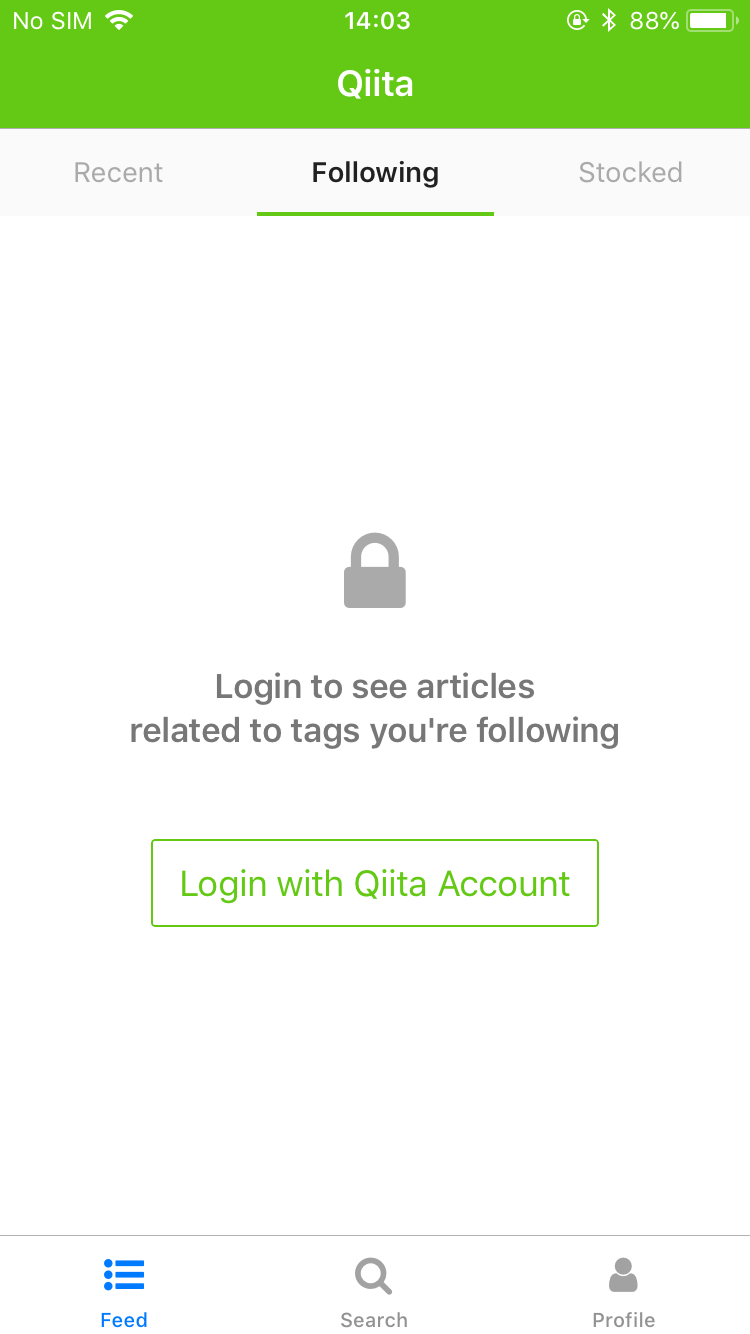 No SIM 14:03 88%
Qiita
Recent Following Stocked
Login to see articles
related to tags you're following
Login with Qiita Account
Feed Search Profile